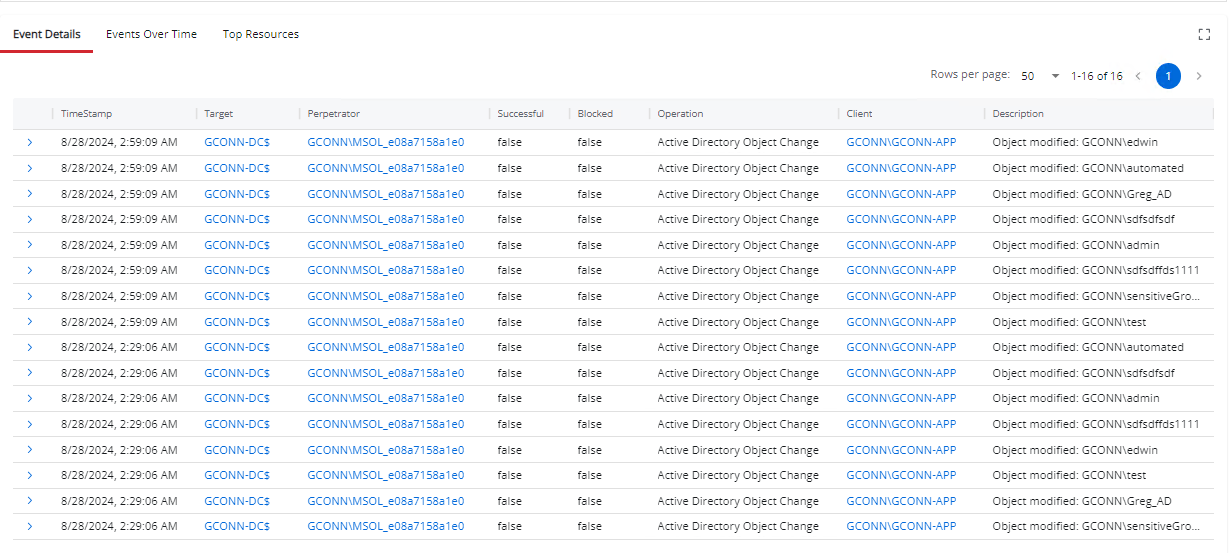 Event Details Events Over Time Top Resources
Rows per page: 50 1-16 of 16 1
TimeStamp Target Perpetrator Successful Blocked Operation Client Description
8/28/2024, 2:59:09 AM GCONN-DC$ GCONN\MSOL_e08a7158a1e0 false false Active Directory Object Change GCONN\GCONN-APP Object modified: GCONN\edwin
8/28/2024, 2:59:09 AM GCONN-DC$ GCONN\MSOL_e08a7158a1e0 false false Active Directory Object Change GCONN\GCONN-APP Object modified: GCONN\automated
8/28/2024, 2:59:09 AM GCONN-DC$ GCONN\MSOL_e08a7158a1e0 false false Active Directory Object Change GCONN\GCONN-APP Object modified: GCONN\Greg_AD
8/28/2024, 2:59:09 AM GCONN-DC$ GCONN\MSOL_e08a7158a1e0 false false Active Directory Object Change GCONN\GCONN-APP Object modified: GCONN\sdfsdfsdf
8/28/2024, 2:59:09 AM GCONN-DC$ GCONN\MSOL_e08a7158a1e0 false false Active Directory Object Change GCONN\GCONN-APP Object modified: GCONN\admin
8/28/2024, 2:59:09 AM GCONN-DC$ GCONN\MSOL_e08a7158a1e0 false false Active Directory Object Change GCONN\GCONN-APP Object modified: GCONN\sdfsdffds1111
8/28/2024, 2:59:09 AM GCONN-DC$ GCONN\MSOL_e08a7158a1e0 false false Active Directory Object Change GCONN\GCONN-APP Object modified: GCONN\sensitiveGro...
8/28/2024, 2:59:09 AM GCONN-DC$ GCONN\MSOL_e08a7158a1e0 false false Active Directory Object Change GCONN\GCONN-APP Object modified: GCONN\test
8/28/2024, 2:29:06 AM GCONN-DC$ GCONN\MSOL_e08a7158a1e0 false false Active Directory Object Change GCONN\GCONN-APP Object modified: GCONN\automated
8/28/2024, 2:29:06 AM GCONN-DC$ GCONN\MSOL_e08a7158a1e0 false false Active Directory Object Change GCONN\GCONN-APP Object modified: GCONN\sdfsdfsdf
8/28/2024, 2:29:06 AM GCONN-DC$ GCONN\MSOL_e08a7158a1e0 false false Active Directory Object Change GCONN\GCONN-APP Object modified: GCONN\admin
8/28/2024, 2:29:06 AM GCONN-DC$ GCONN\MSOL_e08a7158a1e0 false false Active Directory Object Change GCONN\GCONN-APP Object modified: GCONN\sdfsdffds1111
8/28/2024, 2:29:06 AM GCONN-DC$ GCONN\MSOL_e08a7158a1e0 false false Active Directory Object Change GCONN\GCONN-APP Object modified: GCONN\edwin
8/28/2024, 2:29:06 AM GCONN-DC$ GCONN\MSOL_e08a7158a1e0 false false Active Directory Object Change GCONN\GCONN-APP Object modified: GCONN\test
8/28/2024, 2:29:06 AM GCONN-DC$ GCONN\MSOL_e08a7158a1e0 false false Active Directory Object Change GCONN\GCONN-APP Object modified: GCONN\Greg_AD
8/28/2024, 2:29:06 AM GCONN-DC$ GCONN\MSOL_e08a7158a1e0 false false Active Directory Object Change GCONN\GCONN-APP Object modified: GCONN\sensitiveGro...